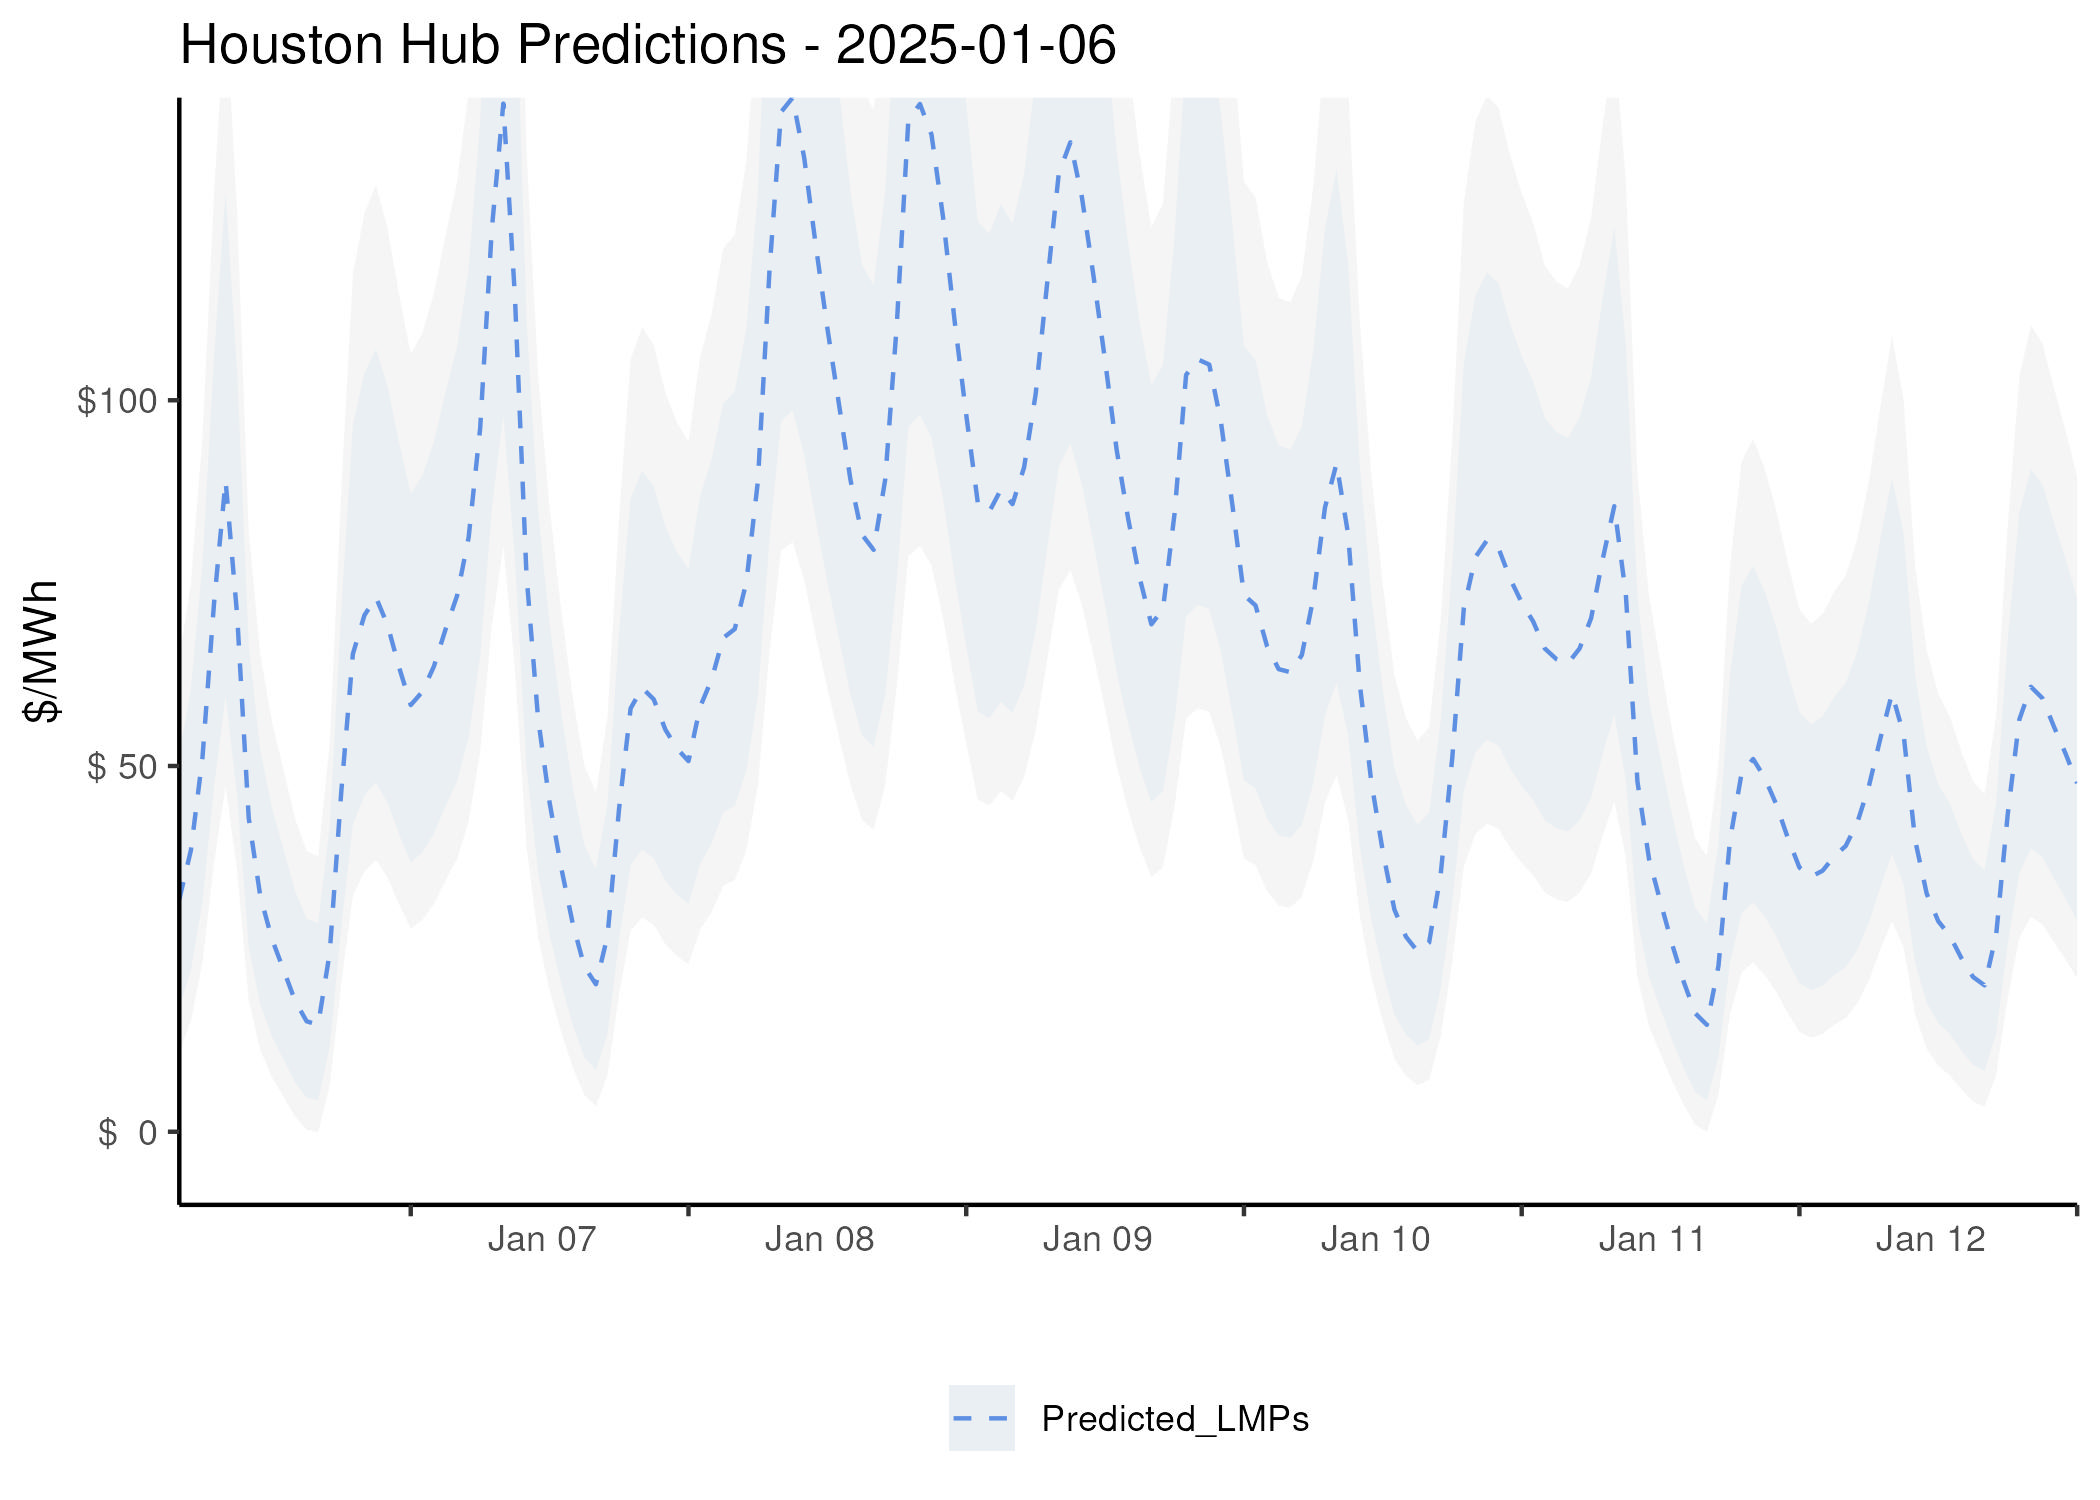 Houston Hub Predictions - 2025-01-06
$/MWh
$100
$ 50
$  0
Jan 07
Jan 08
Jan 09
Jan 10
Jan 11
Jan 12
Predicted_LMPs